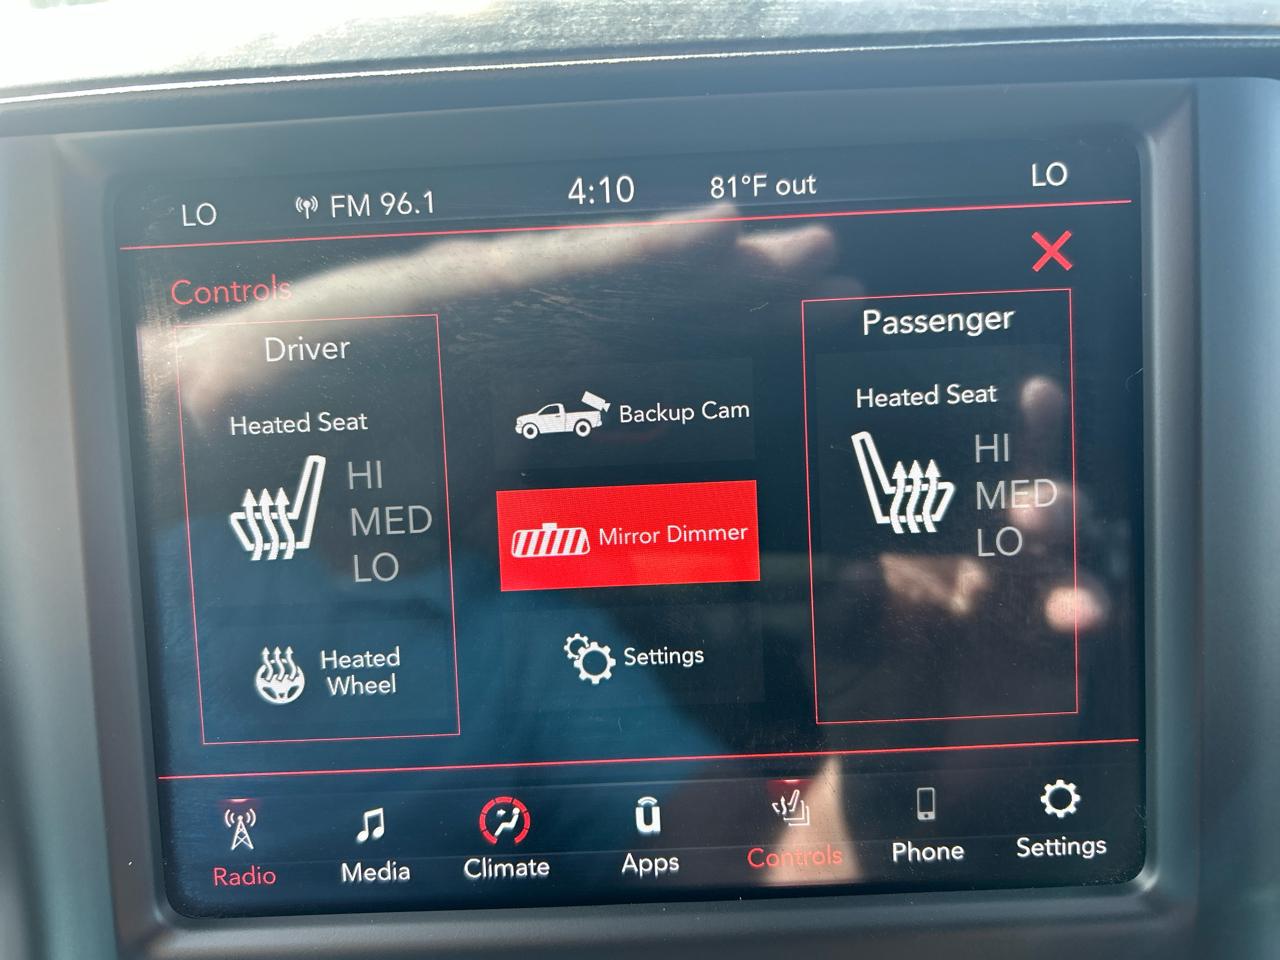 LO FM 96.1 4:10 81°F out LO
Controls
Driver
Heated Seat
HI
MED
LO
Heated
Wheel
Backup Cam
Mirror Dimmer
Settings
Passenger
Heated Seat
HI
MED
LO
Radio Media Climate Apps Controls Phone Settings